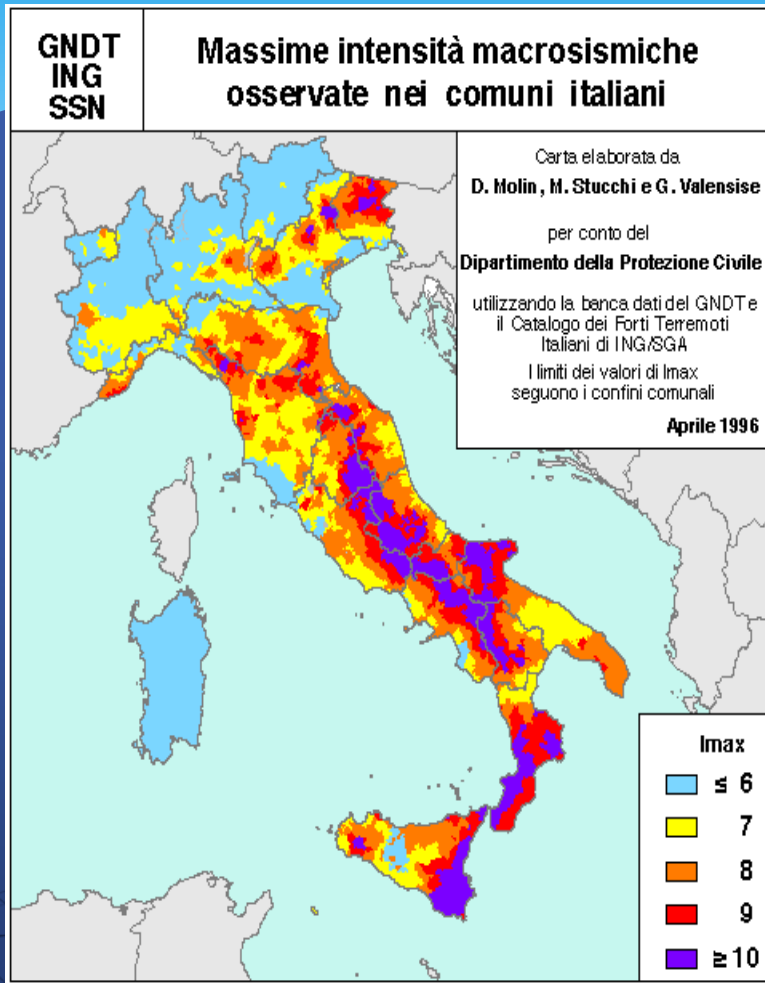 GNDT
ING
SSN
Massime intensità macrosismiche
osservate nei comuni italiani
Carta elaborata da
D. Molin, M. Stucchi e G. Valensise
per conto del
Dipartimento della Protezione Civile
utilizzando la banca dati del GNDT e
il Catalogo dei Forti Terremoti
Italiani di ING/SGA
I limiti dei valori di Imax
seguono i confini comunali
Aprile 1996
Imax
≤ 6
7
8
9
≥ 10